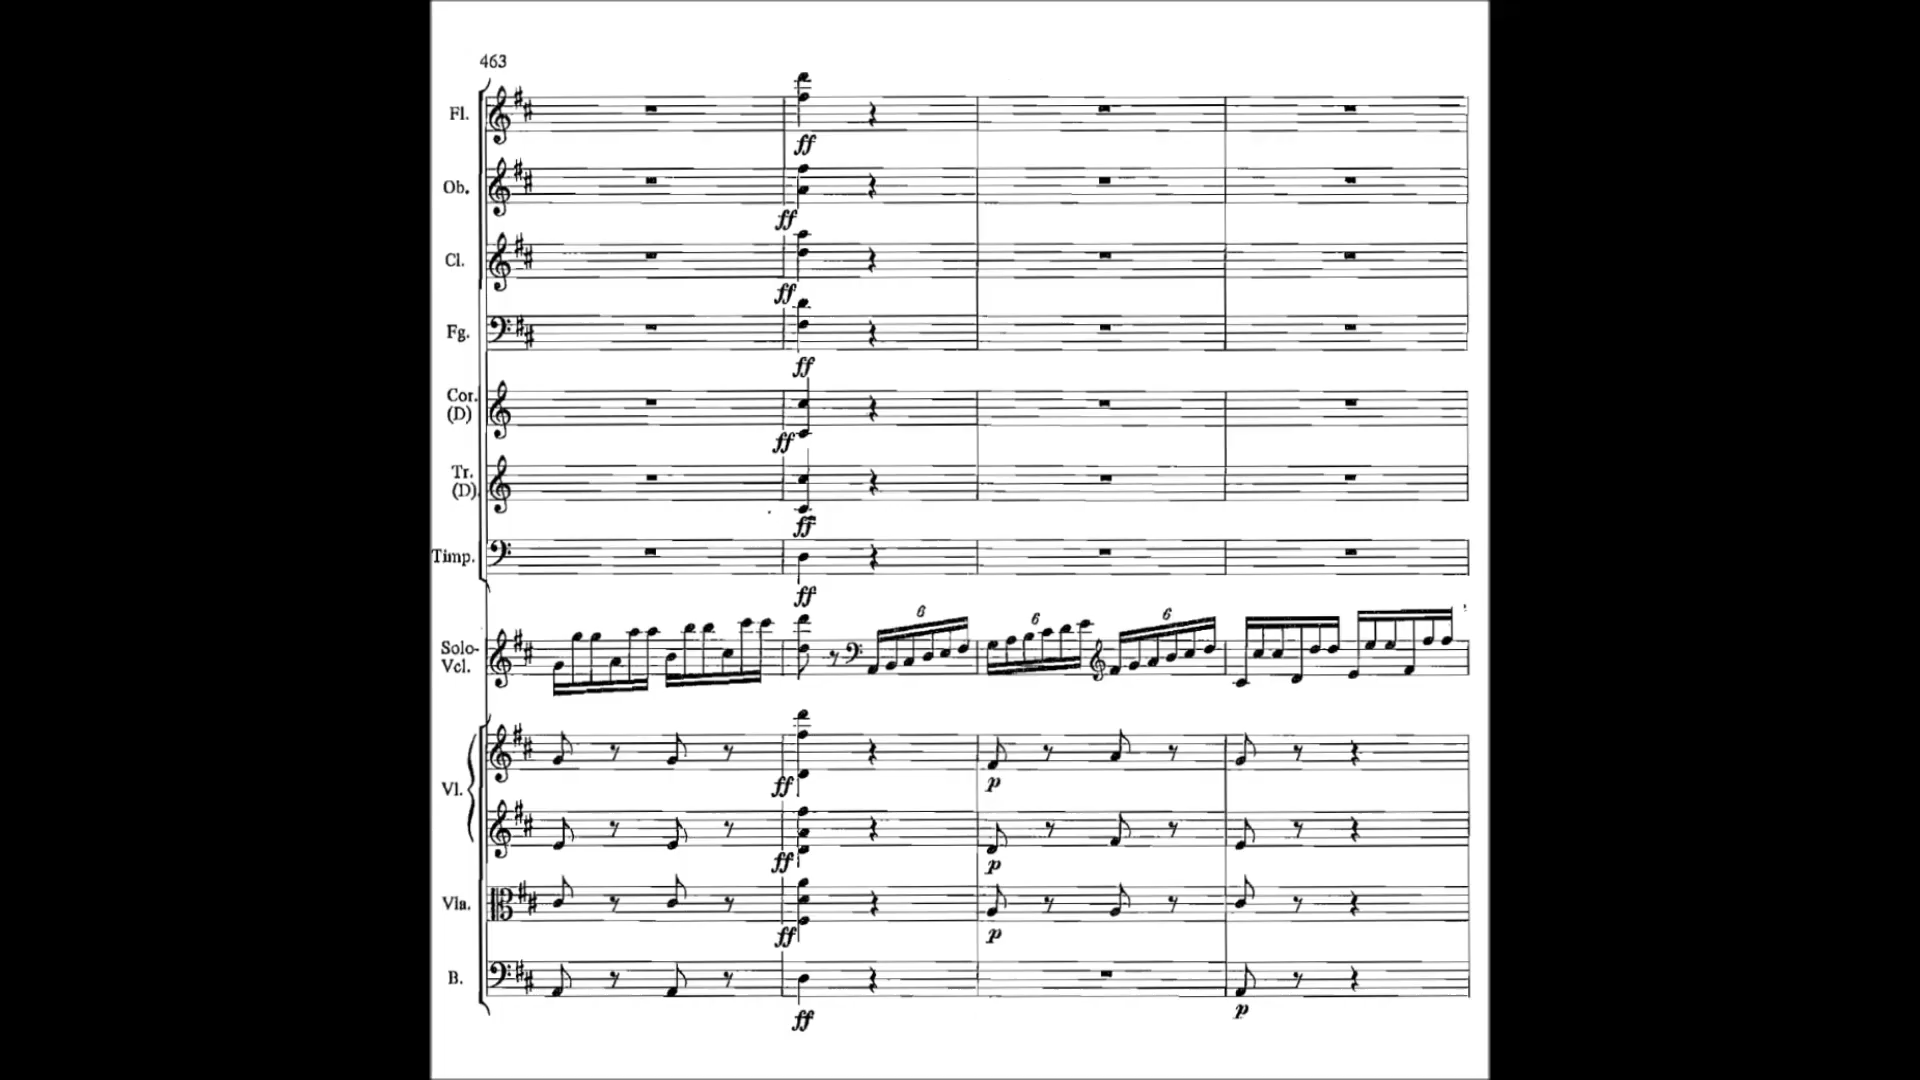 463
Fl.
ff
Ob.
ff
Cl.
ff
Fg.
ff
Cor.
(D)
ff
Tr.
(D)
ff
Timp.
ff
6
6
6
Solo-
Vcl.
Vl.
ff
p
ff
p
Vla.
ff
p
B.
ff
p